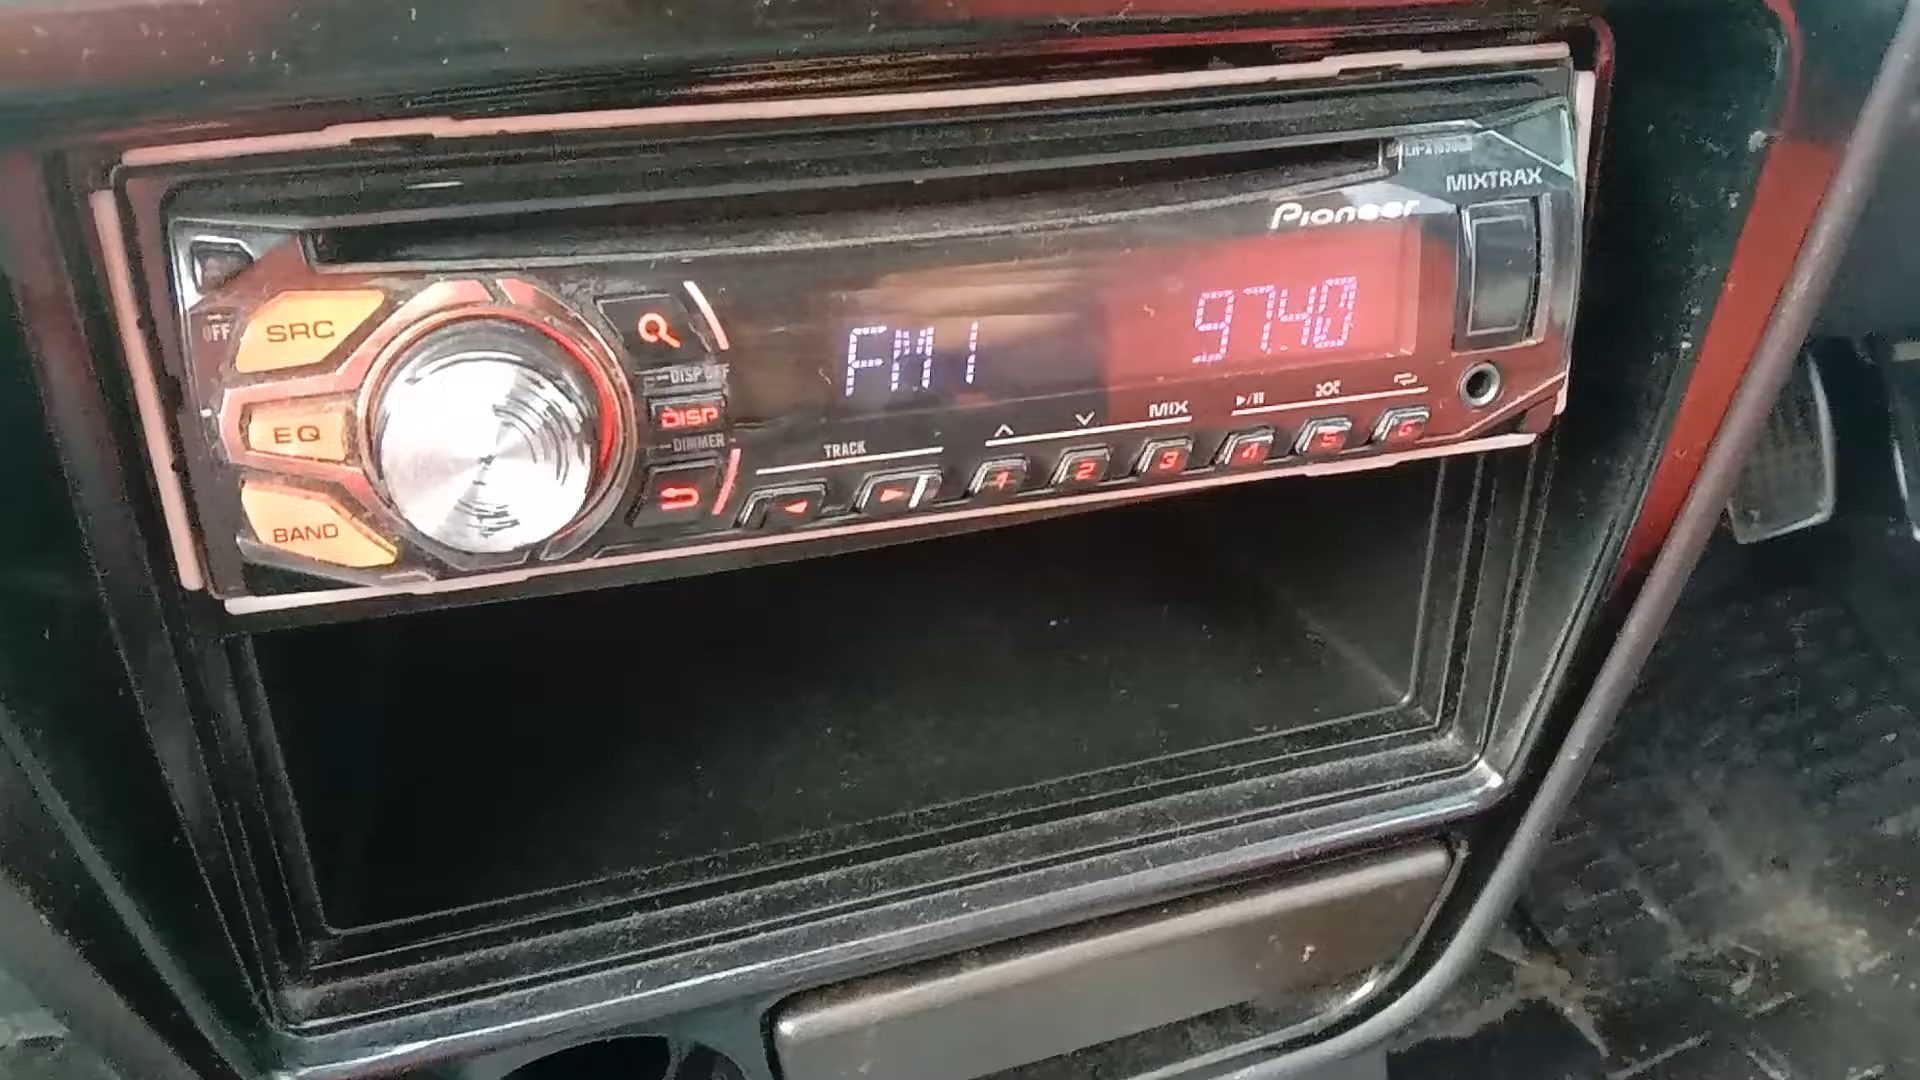 MIXTRAX
Pioneer
OFF
SRC
FM1
97.40
DISP OFF
DISP
DIMMER
EQ
BAND
TRACK
MIX
1
2
3
4
5
6